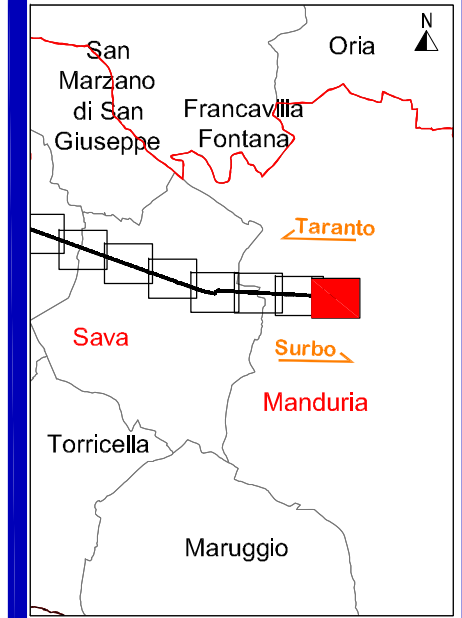 N
Oria
San
Marzano
di San
Giuseppe
Francavilla
Fontana
Taranto
Sava
Surbo
Manduria
Torricella
Maruggio